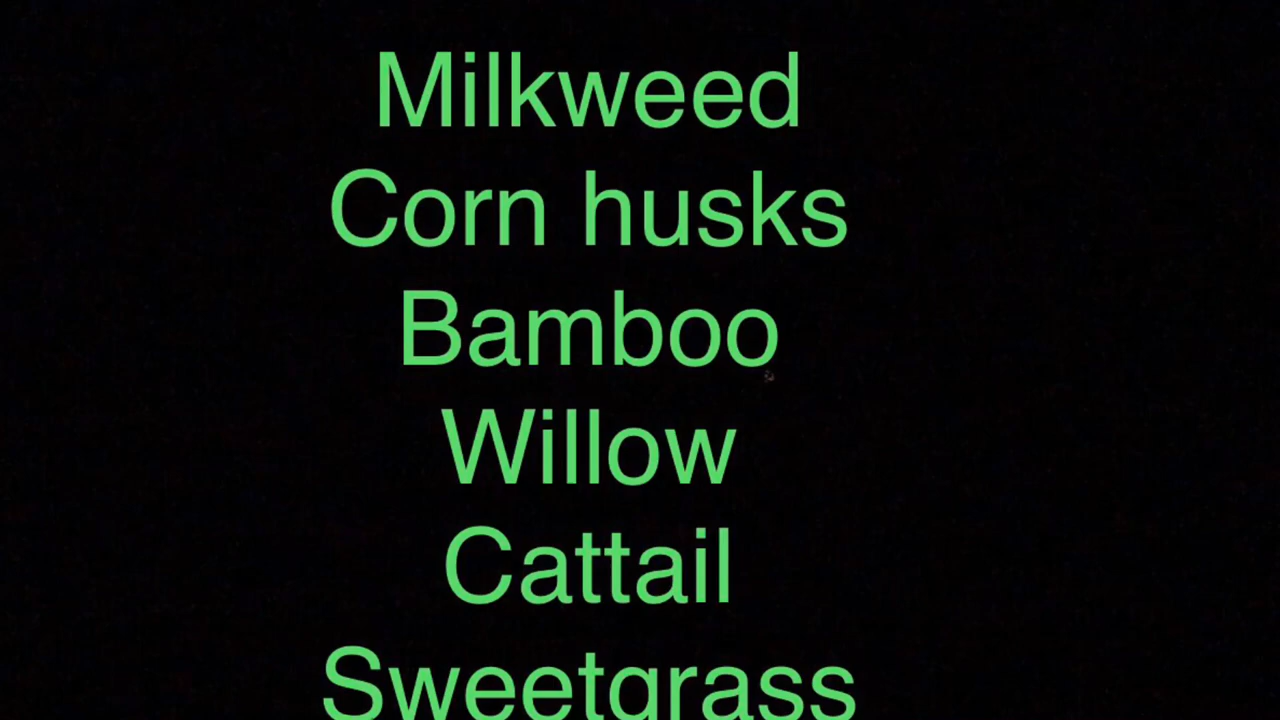 Milkweed
Corn husks
Bamboo
Willow
Cattail
Sweetgrass